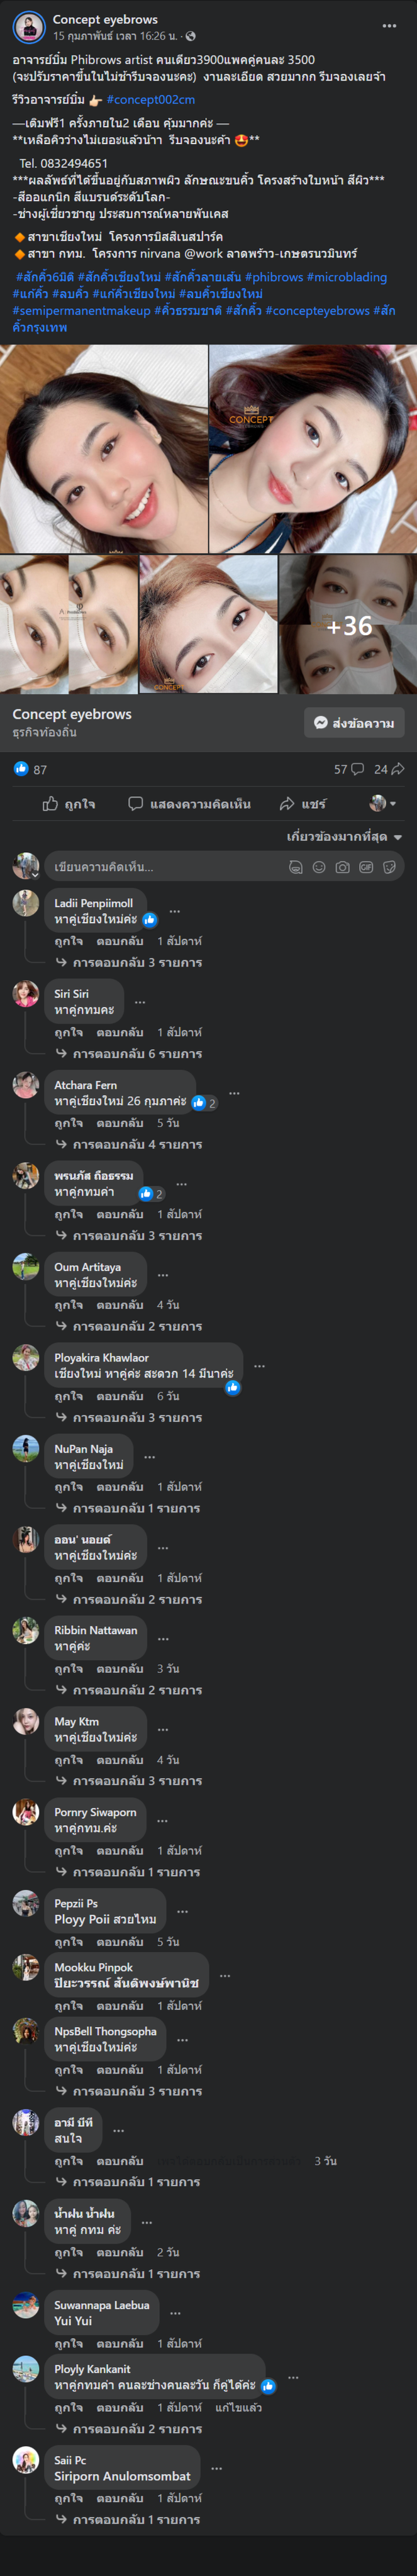 Concept eyebrows
15 กุมภาพันธ์ เวลา 16:26 น.
อาจารย์บิ๋ม Phibrows artist คนเดียว3900แพคคู่คนละ 3500
(จะปรับราคาขึ้นในไม่ช้ารีบจองนะคะ) งานละเอียด สวยมากก รีบจองเลยจ้า
รีวิวอาจารย์บิ๋ม 👉🏻 #concept002cm
—เติมฟรี1 ครั้งภายใน2 เดือน คุ้มมากค่ะ —
**เหลือคิวว่างไม่เยอะแล้วน้าา รีบจองนะค้า 🤩**
Tel. 0832494651
***ผลลัพธ์ที่ได้ขึ้นอยู่กับสภาพผิว ลักษณะขนคิ้ว โครงสร้างใบหน้า สีผิว***
-สีออแกนิก สีแบรนด์ระดับโลก-
-ช่างผู้เชี่ยวชาญ ประสบการณ์หลายพันเคส
🔸สาขาเชียงใหม่ โครงการบิสสิเนสปาร์ค
🔸สาขา กทม. โครงการ nirvana @work ลาดพร้าว-เกษตรนวมินทร์
#สักคิ้ว6มิติ #สักคิ้วเชียงใหม่ #สักคิ้วลายเส้น #phibrows #microblading
#แก้คิ้ว #ลบคิ้ว #แก้คิ้วเชียงใหม่ #ลบคิ้วเชียงใหม่
#semipermanentmakeup #คิ้วธรรมชาติ #สักคิ้ว #concepteyebrows #สัก
คิ้วกรุงเทพ
CONCEPT
CONCEPT
+36
Concept eyebrows
ธุรกิจท้องถิ่น
ส่งข้อความ
87
57
24
ถูกใจ
แสดงความคิดเห็น
แชร์
เกี่ยวข้องมากที่สุด
เขียนความคิดเห็น...
GIF
Ladii Penpiimoll
หาคู่เชียงใหม่ค่ะ
ถูกใจ ตอบกลับ 1 สัปดาห์
การตอบกลับ 3 รายการ
Siri Siri
หาคู่กทมคะ
ถูกใจ ตอบกลับ 1 สัปดาห์
การตอบกลับ 6 รายการ
Atchara Fern
หาคู่เชียงใหม่ 26 กุมภาค่ะ
2
ถูกใจ ตอบกลับ 5 วัน
การตอบกลับ 4 รายการ
พรนภัส ถือธรรม
หาคู่กทมค่า
2
ถูกใจ ตอบกลับ 1 สัปดาห์
การตอบกลับ 3 รายการ
Oum Artitaya
หาคู่เชียงใหม่ค่ะ
ถูกใจ ตอบกลับ 4 วัน
การตอบกลับ 2 รายการ
Ployakira Khawlaor
เชียงใหม่ หาคู่ค่ะ สะดวก 14 มีนาค่ะ
ถูกใจ ตอบกลับ 6 วัน
การตอบกลับ 3 รายการ
NuPan Naja
หาคู่เชียงใหม่
ถูกใจ ตอบกลับ 1 สัปดาห์
การตอบกลับ 1 รายการ
ออน' นอยด์
หาคู่เชียงใหม่ค่ะ
ถูกใจ ตอบกลับ 1 สัปดาห์
การตอบกลับ 2 รายการ
Ribbin Nattawan
หาคู่ค่ะ
ถูกใจ ตอบกลับ 3 วัน
การตอบกลับ 2 รายการ
May Ktm
หาคู่เชียงใหม่ค่ะ
ถูกใจ ตอบกลับ 4 วัน
การตอบกลับ 3 รายการ
Pornry Siwaporn
หาคู่กทม.ค่ะ
ถูกใจ ตอบกลับ 1 สัปดาห์
การตอบกลับ 1 รายการ
Pepzii Ps
Ployy Poii สวยไหม
ถูกใจ ตอบกลับ 5 วัน
Mookku Pinpok
ปิยะวรรณ์ สันติพงษ์พานิช
ถูกใจ ตอบกลับ 1 สัปดาห์
NpsBell Thongsopha
หาคู่เชียงใหม่ค่ะ
ถูกใจ ตอบกลับ 1 สัปดาห์
การตอบกลับ 3 รายการ
อามี บีที
สนใจ
ถูกใจ ตอบกลับ 3 วัน
การตอบกลับ 1 รายการ
น้ำฝน น้ำฝน
หาคู่ กทม ค่ะ
ถูกใจ ตอบกลับ 2 วัน
การตอบกลับ 1 รายการ
Suwannapa Laebua
Yui Yui
ถูกใจ ตอบกลับ 1 สัปดาห์
Ployly Kankanit
หาคู่กทมค่า คนละช่างคนละวัน ก็คู่ได้ค่ะ
ถูกใจ ตอบกลับ 1 สัปดาห์ แก้ไขแล้ว
การตอบกลับ 2 รายการ
Saii Pc
Siriporn Anulomsombat
ถูกใจ ตอบกลับ 1 สัปดาห์
การตอบกลับ 1 รายการ